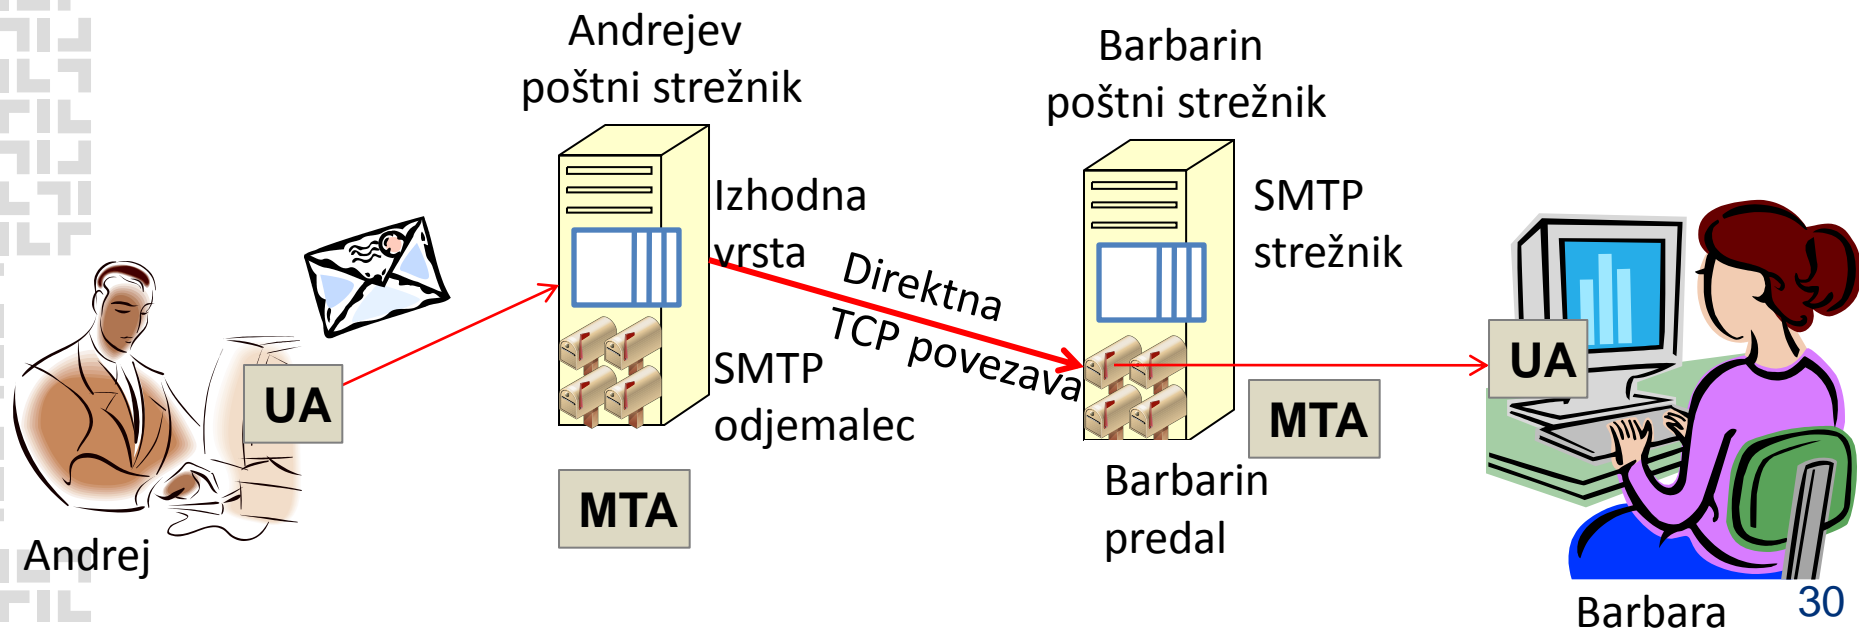 Andrejev
poštni strežnik
Barbarin
poštni strežnik
Izhodna
vrsta
SMTP
strežnik
Direktna
TCP povezava
UA
SMTP
odjemalec
UA
MTA
MTA
Barbarin
predal
Andrej
Barbara
30